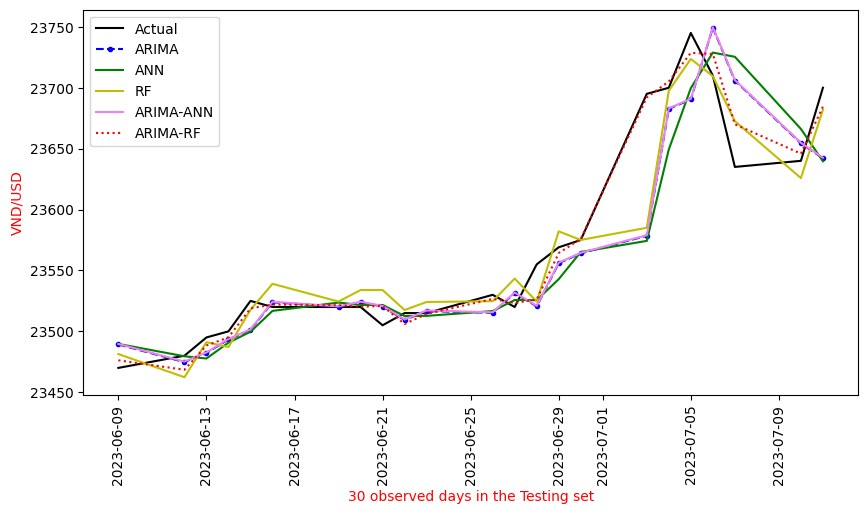 Actual
ARIMA
ANN
RF
ARIMA-ANN
ARIMA-RF
VND/USD
23750
23700
23650
23600
23550
23500
23450
2023-06-09
2023-06-13
2023-06-17
2023-06-21
2023-06-25
2023-06-29
2023-07-01
2023-07-05
2023-07-09
30 observed days in the Testing set